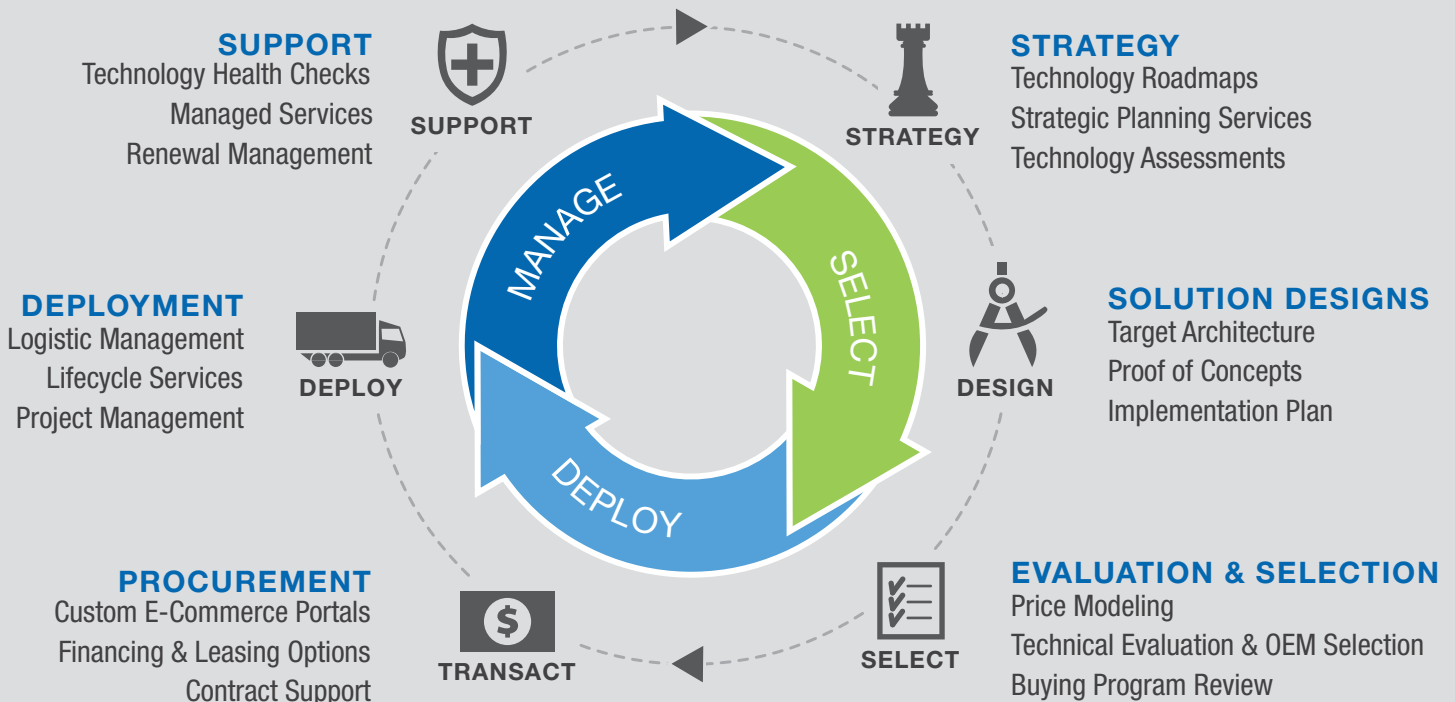 SUPPORT
Technology Health Checks
Managed Services
Renewal Management
SUPPORT
STRATEGY
STRATEGY
Technology Roadmaps
Strategic Planning Services
Technology Assessments
MANAGE
SELECT
DEPLOY
DEPLOYMENT
Logistic Management
Lifecycle Services
Project Management
DEPLOY
DESIGN
SOLUTION DESIGNS
Target Architecture
Proof of Concepts
Implementation Plan
PROCUREMENT
Custom E-Commerce Portals
Financing & Leasing Options
Contract Support
$
TRANSACT
SELECT
EVALUATION & SELECTION
Price Modeling
Technical Evaluation & OEM Selection
Buying Program Review